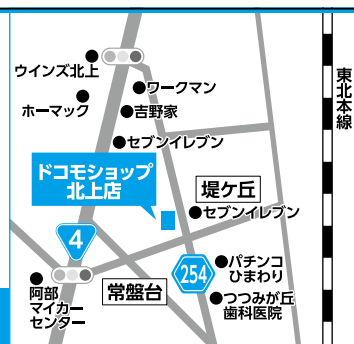 ウインズ北上
ワークマン
ホーマック
吉野家
セブンイレブン
東北本線
ドコモショップ
北上店
堤ケ丘
セブンイレブン
4
254
パチンコ
ひまわり
常盤台
阿部
マイカー
センター
つつみが丘
歯科医院